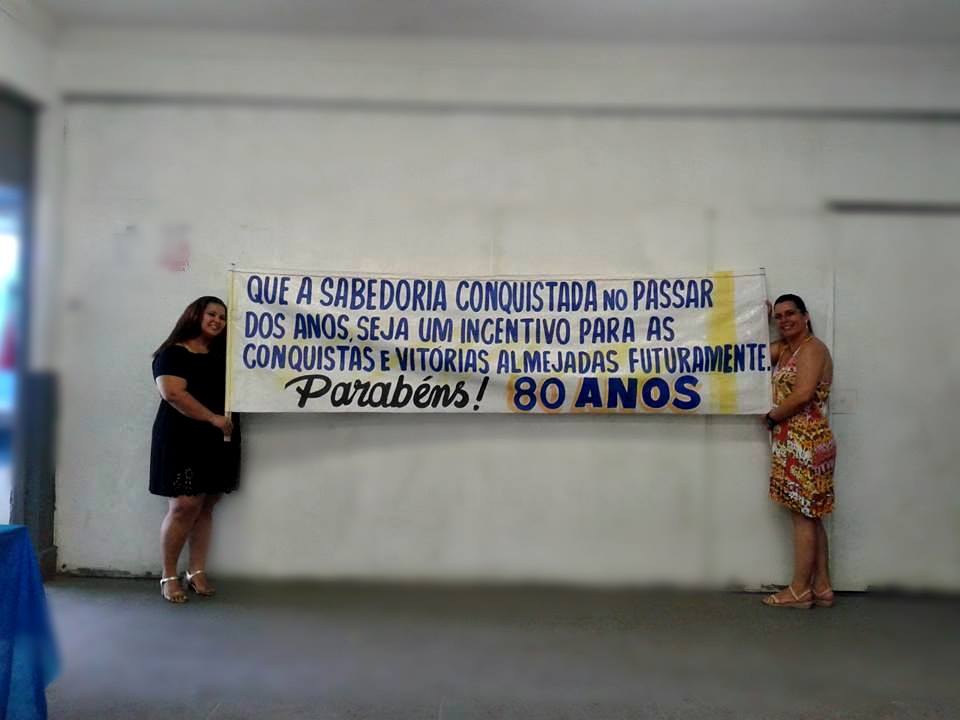 QUE A SABEDORIA CONQUISTADA NO PASSAR
DOS ANOS, SEJA UM INCENTIVO PARA AS
CONQUISTAS E VITÓRIAS ALMEJADAS FUTURAMENTE.
Parabéns! 80 ANOS